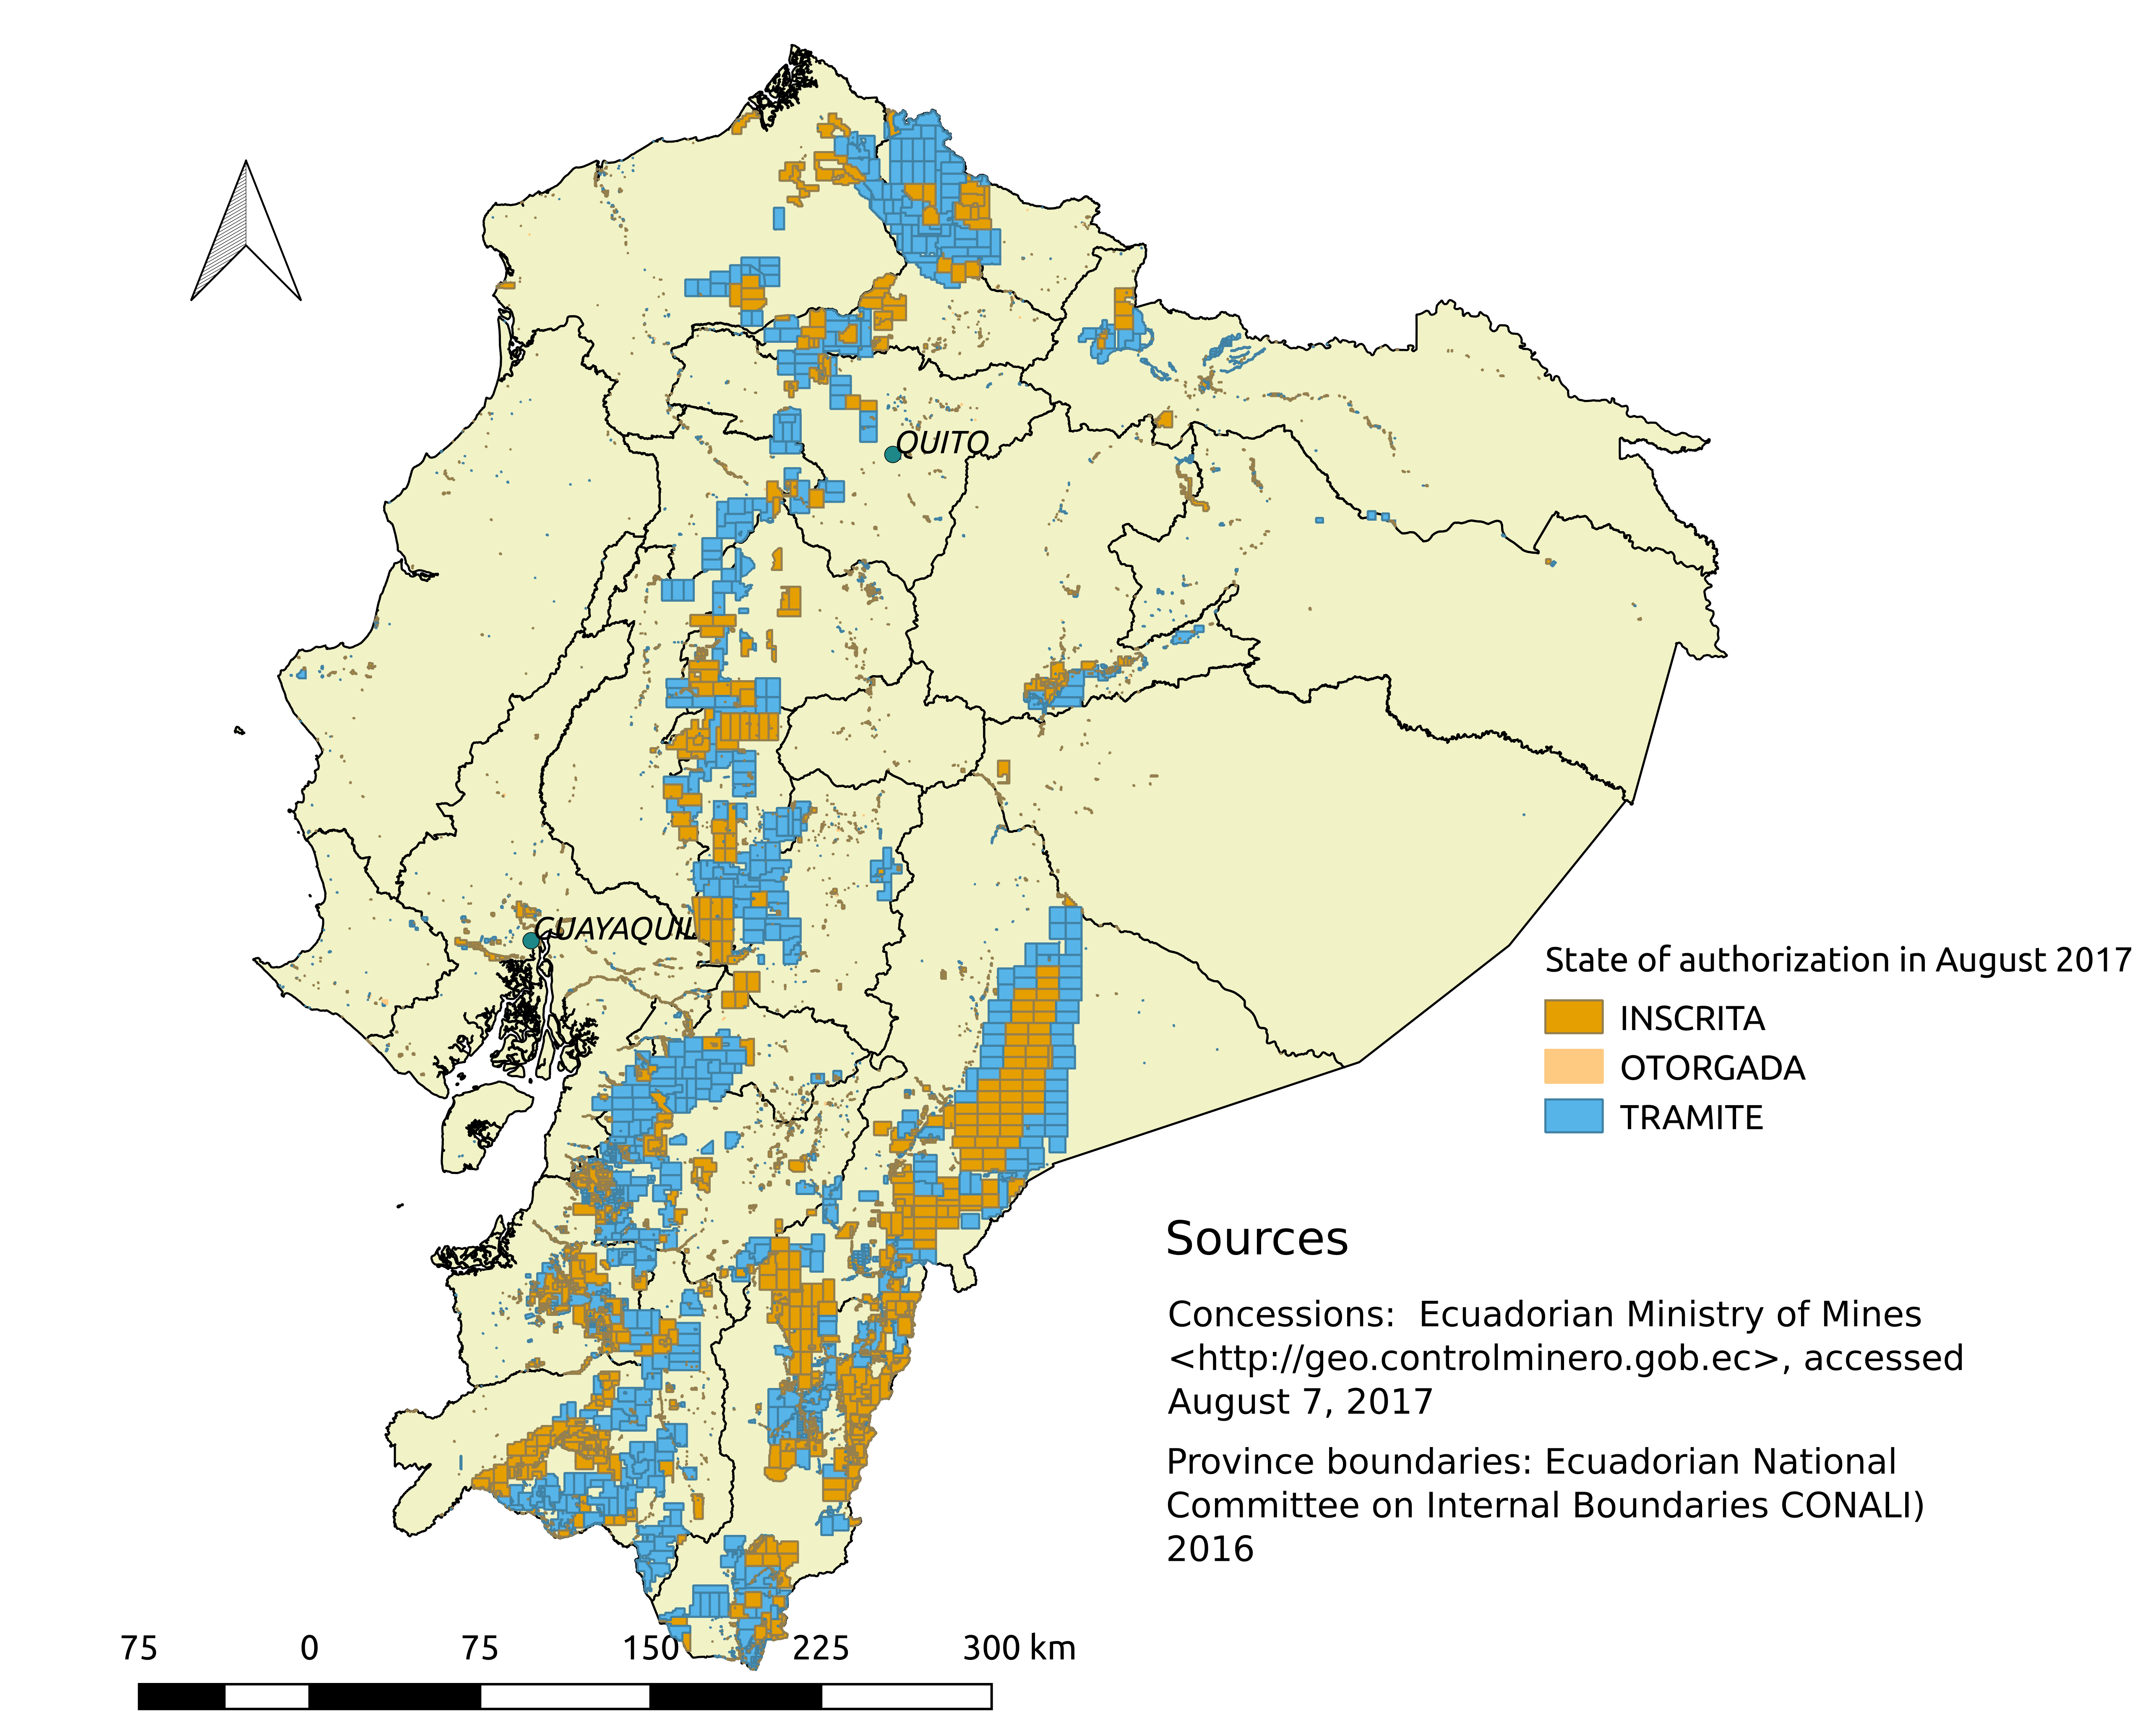 QUITO
GUAYAQUIL
State of authorization in August 2017
INSCRITA
OTORGADA
TRAMITE
Sources
Concessions: Ecuadorian Ministry of Mines
<http://geo.controlminero.gob.ec>, accessed
August 7, 2017
Province boundaries: Ecuadorian National
Committee on Internal Boundaries CONALI)
2016
75 0 75 150 225 300 km